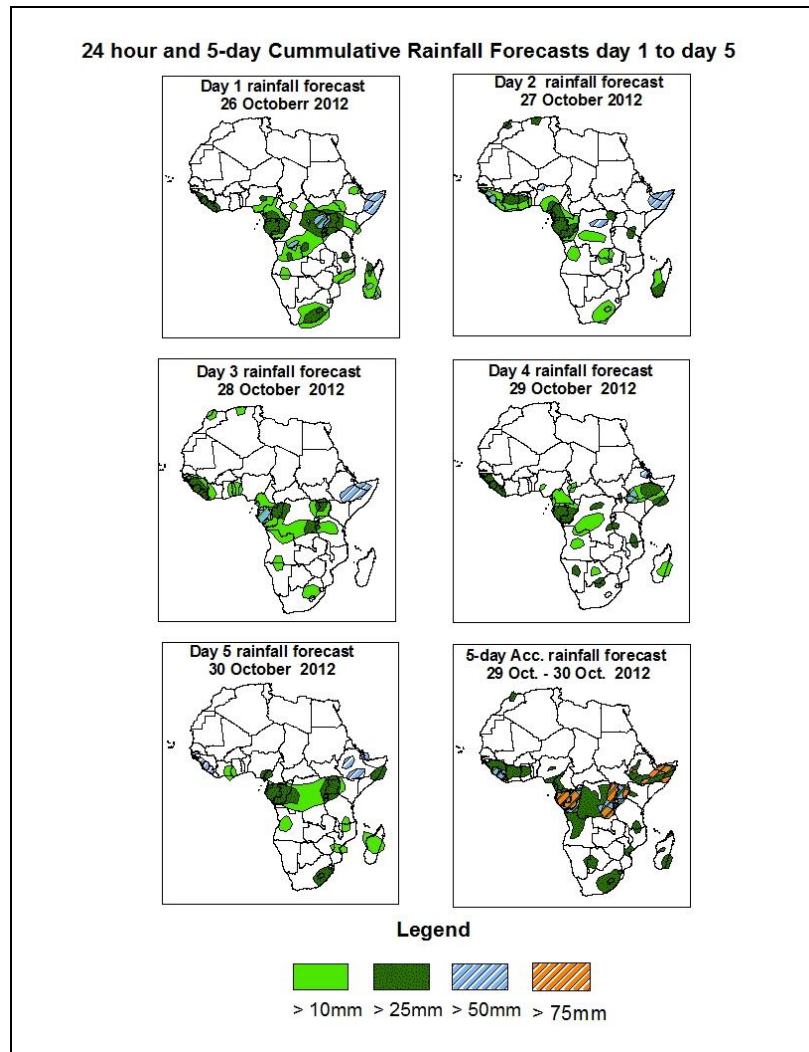 24 hour and 5-day Cummulative Rainfall Forecasts day 1 to day 5
Day 1 rainfall forecast
26 Octoberr 2012
Day 2 rainfall forecast
27 October 2012
Day 3 rainfall forecast
28 October 2012
Day 4 rainfall forecast
29 October 2012
Day 5 rainfall forecast
30 October 2012
5-day Acc. rainfall forecast
29 Oct. - 30 Oct. 2012
Legend
> 10mm > 25mm > 50mm > 75mm